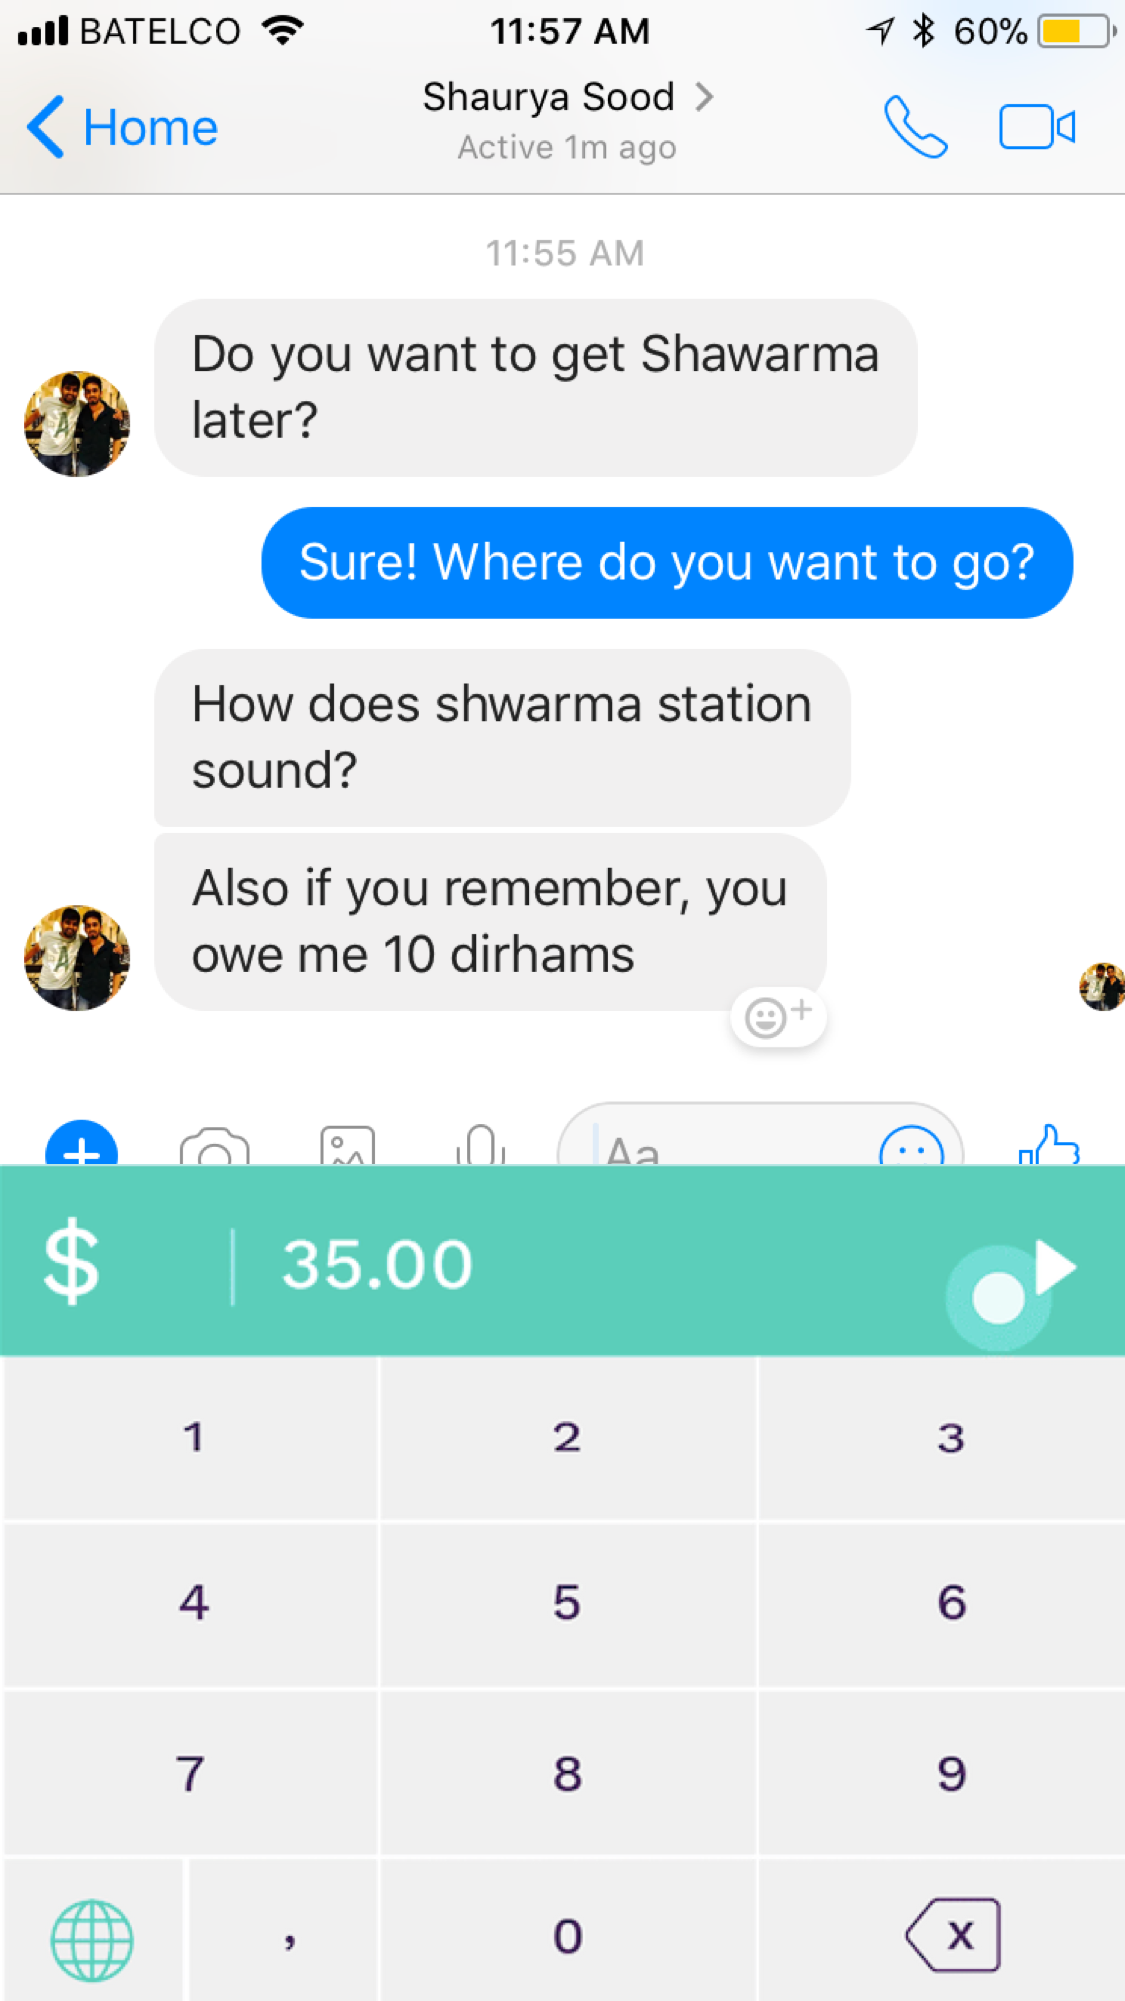 BATELCO 11:57 AM 60%
Home
Shaurya Sood
Active 1m ago
11:55 AM
Do you want to get Shawarma
later?
Sure! Where do you want to go?
How does shwarma station
sound?
Also if you remember, you
owe me 10 dirhams
Aa
$ 35.00
1 2 3
4 5 6
7 8 9
, 0 X